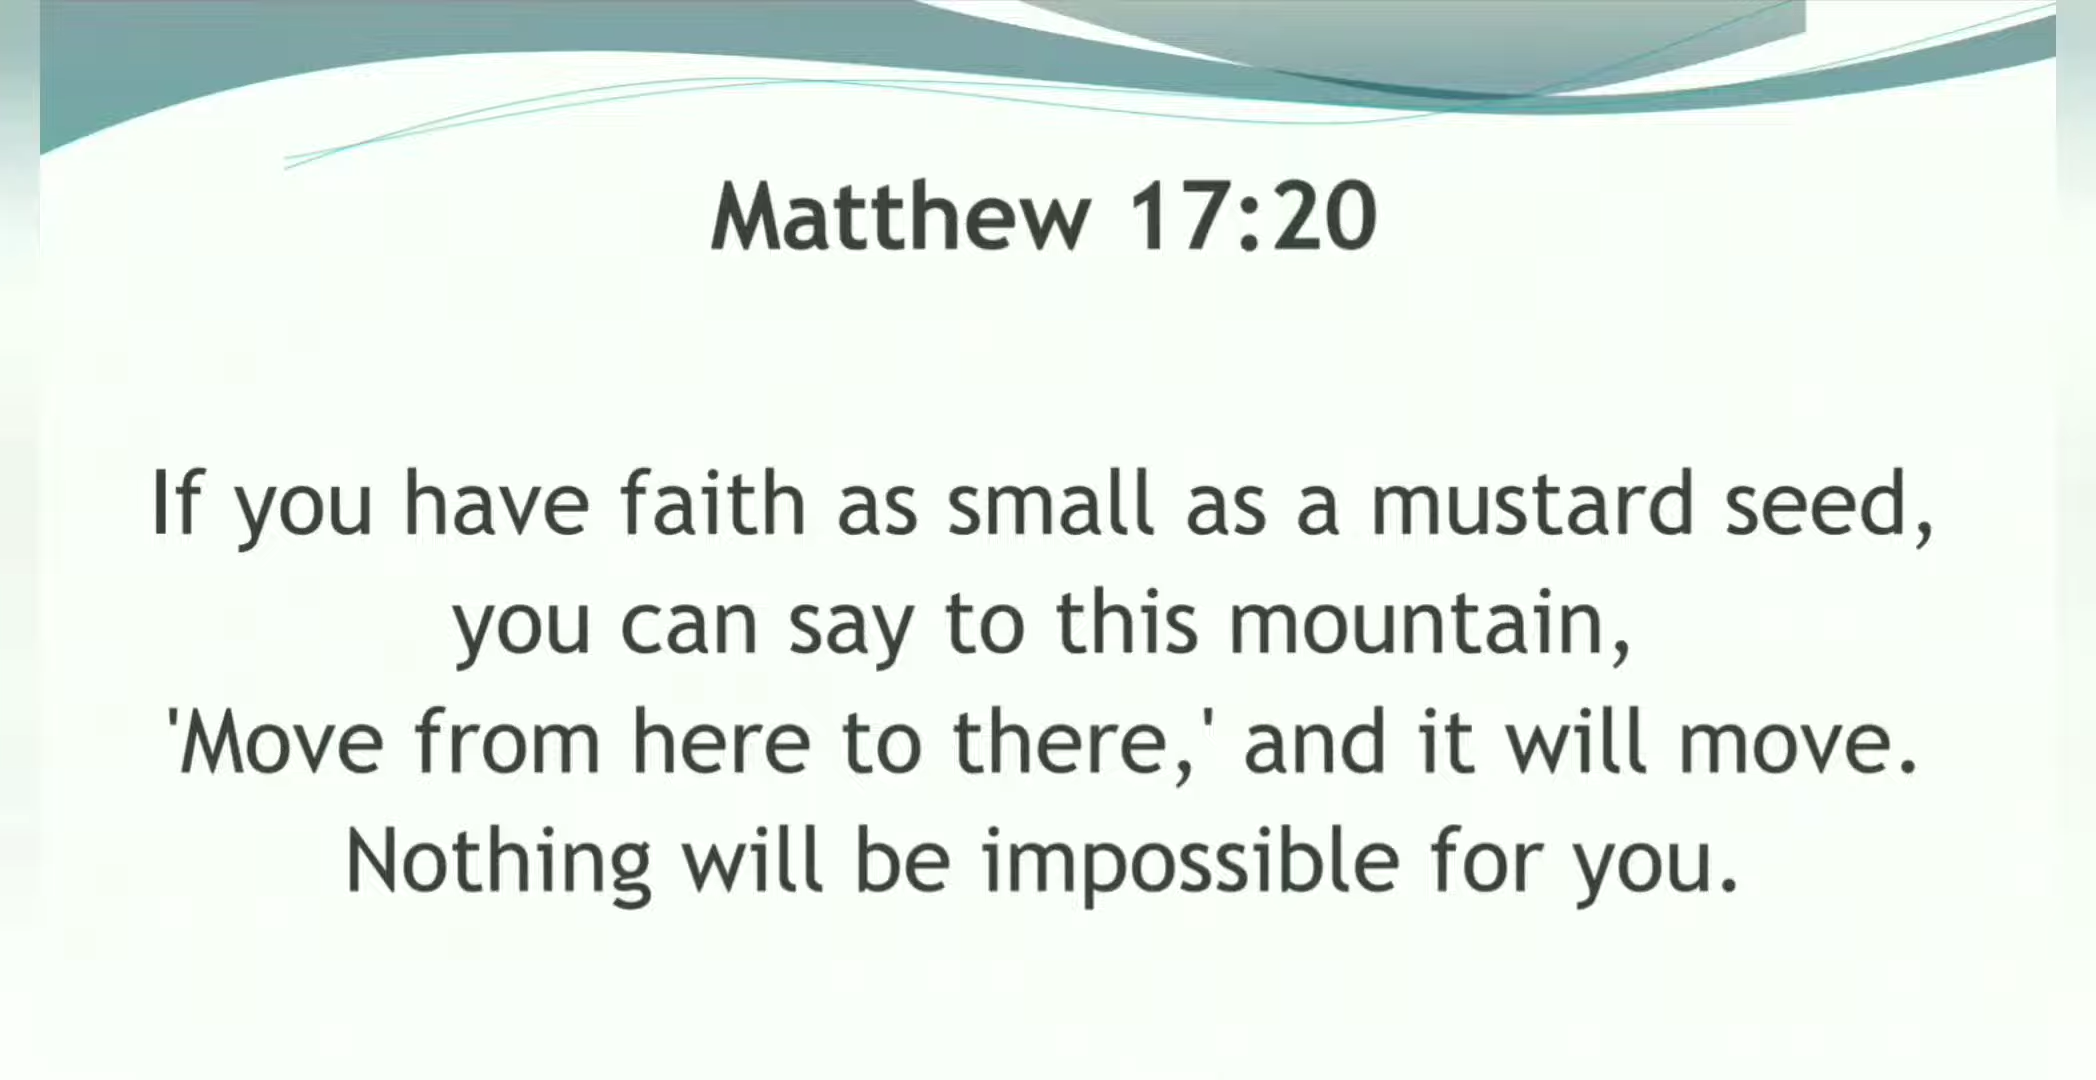 Matthew 17:20
If you have faith as small as a mustard seed,
you can say to this mountain,
'Move from here to there,' and it will move.
Nothing will be impossible for you.